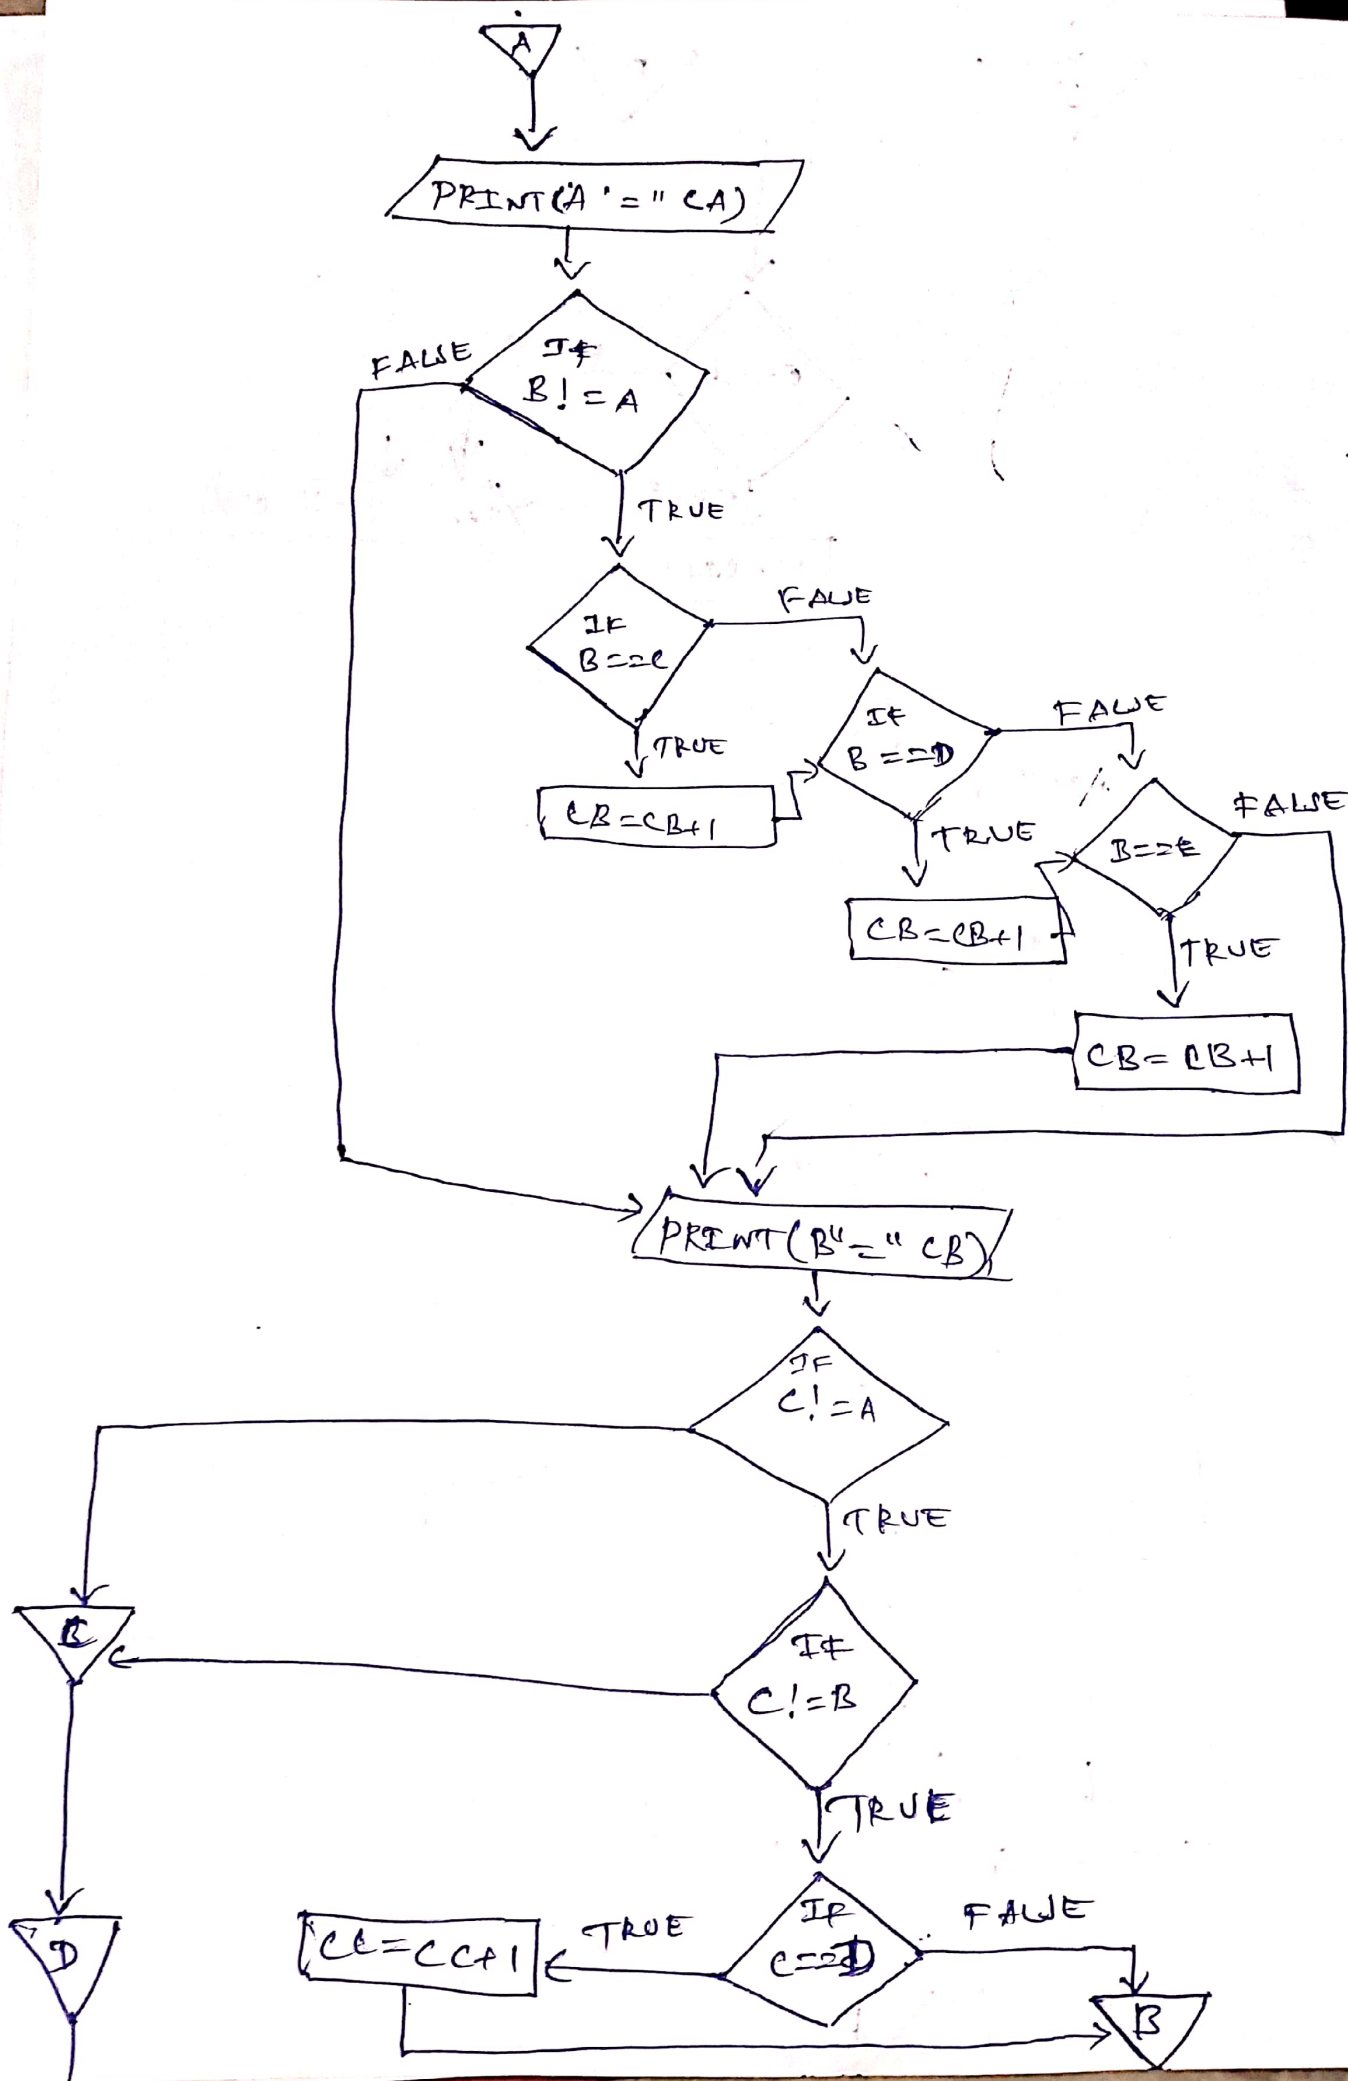 A
PRINT(A"=" CA)
FALSE
IF
B!=A
TRUE
FALSE
IF
B==C
TRUE
CB=CB+1
FALSE
IF
B==D
TRUE
CB=CB+1
FALSE
B==E
TRUE
CB=CB+1
PRINT(B"=" CB)
IF
C!=A
TRUE
IF
C!=B
TRUE
IF
C==D
TRUE
FALSE
CC=CC+1
D
B